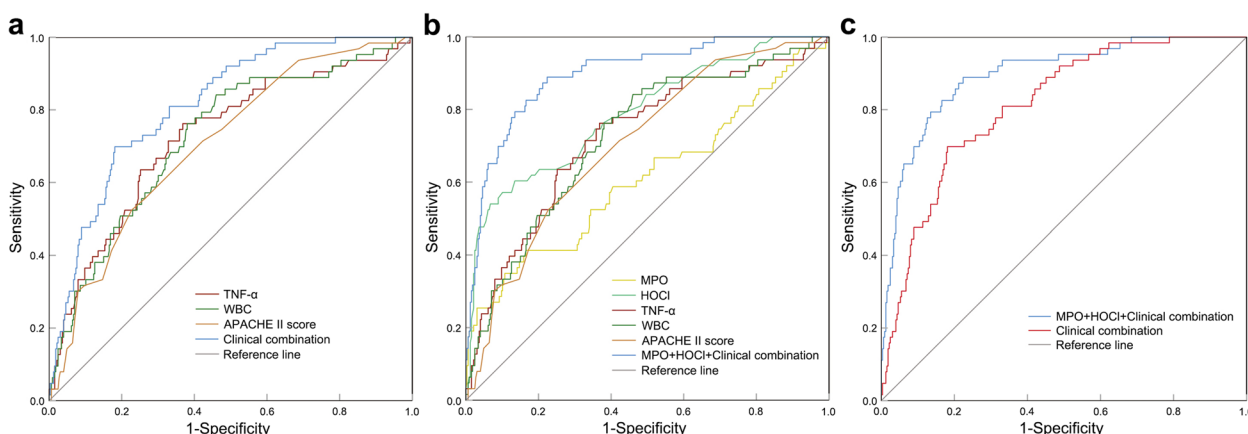 a
1.0
0.8
0.6
0.4
0.2
0.0
Sensitivity
TNF-α
WBC
APACHE II score
Clinical combination
Reference line
0.0 0.2 0.4 0.6 0.8 1.0
1-Specificity
b
1.0
0.8
0.6
0.4
0.2
0.0
Sensitivity
MPO
HOCl
TNF-α
WBC
APACHE II score
MPO+HOCl+Clinical combination
Reference line
0.0 0.2 0.4 0.6 0.8 1.0
1-Specificity
c
1.0
0.8
0.6
0.4
0.2
0.0
Sensitivity
MPO+HOCl+Clinical combination
Clinical combination
Reference line
0.0 0.2 0.4 0.6 0.8 1.0
1-Specificity